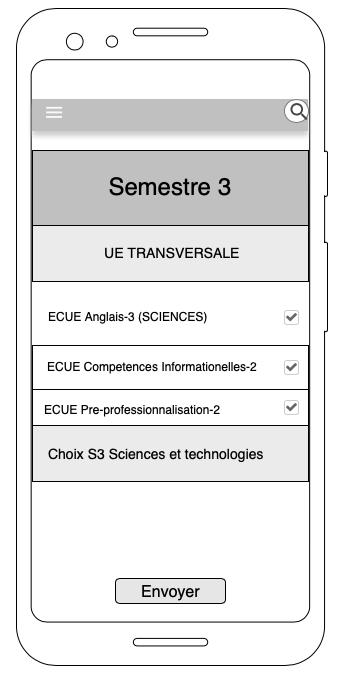 Semestre 3
UE TRANSVERSALE
ECUE Anglais-3 (SCIENCES)
ECUE Competences Informationelles-2
ECUE Pre-professionnalisation-2
Choix S3 Sciences et technologies
Envoyer